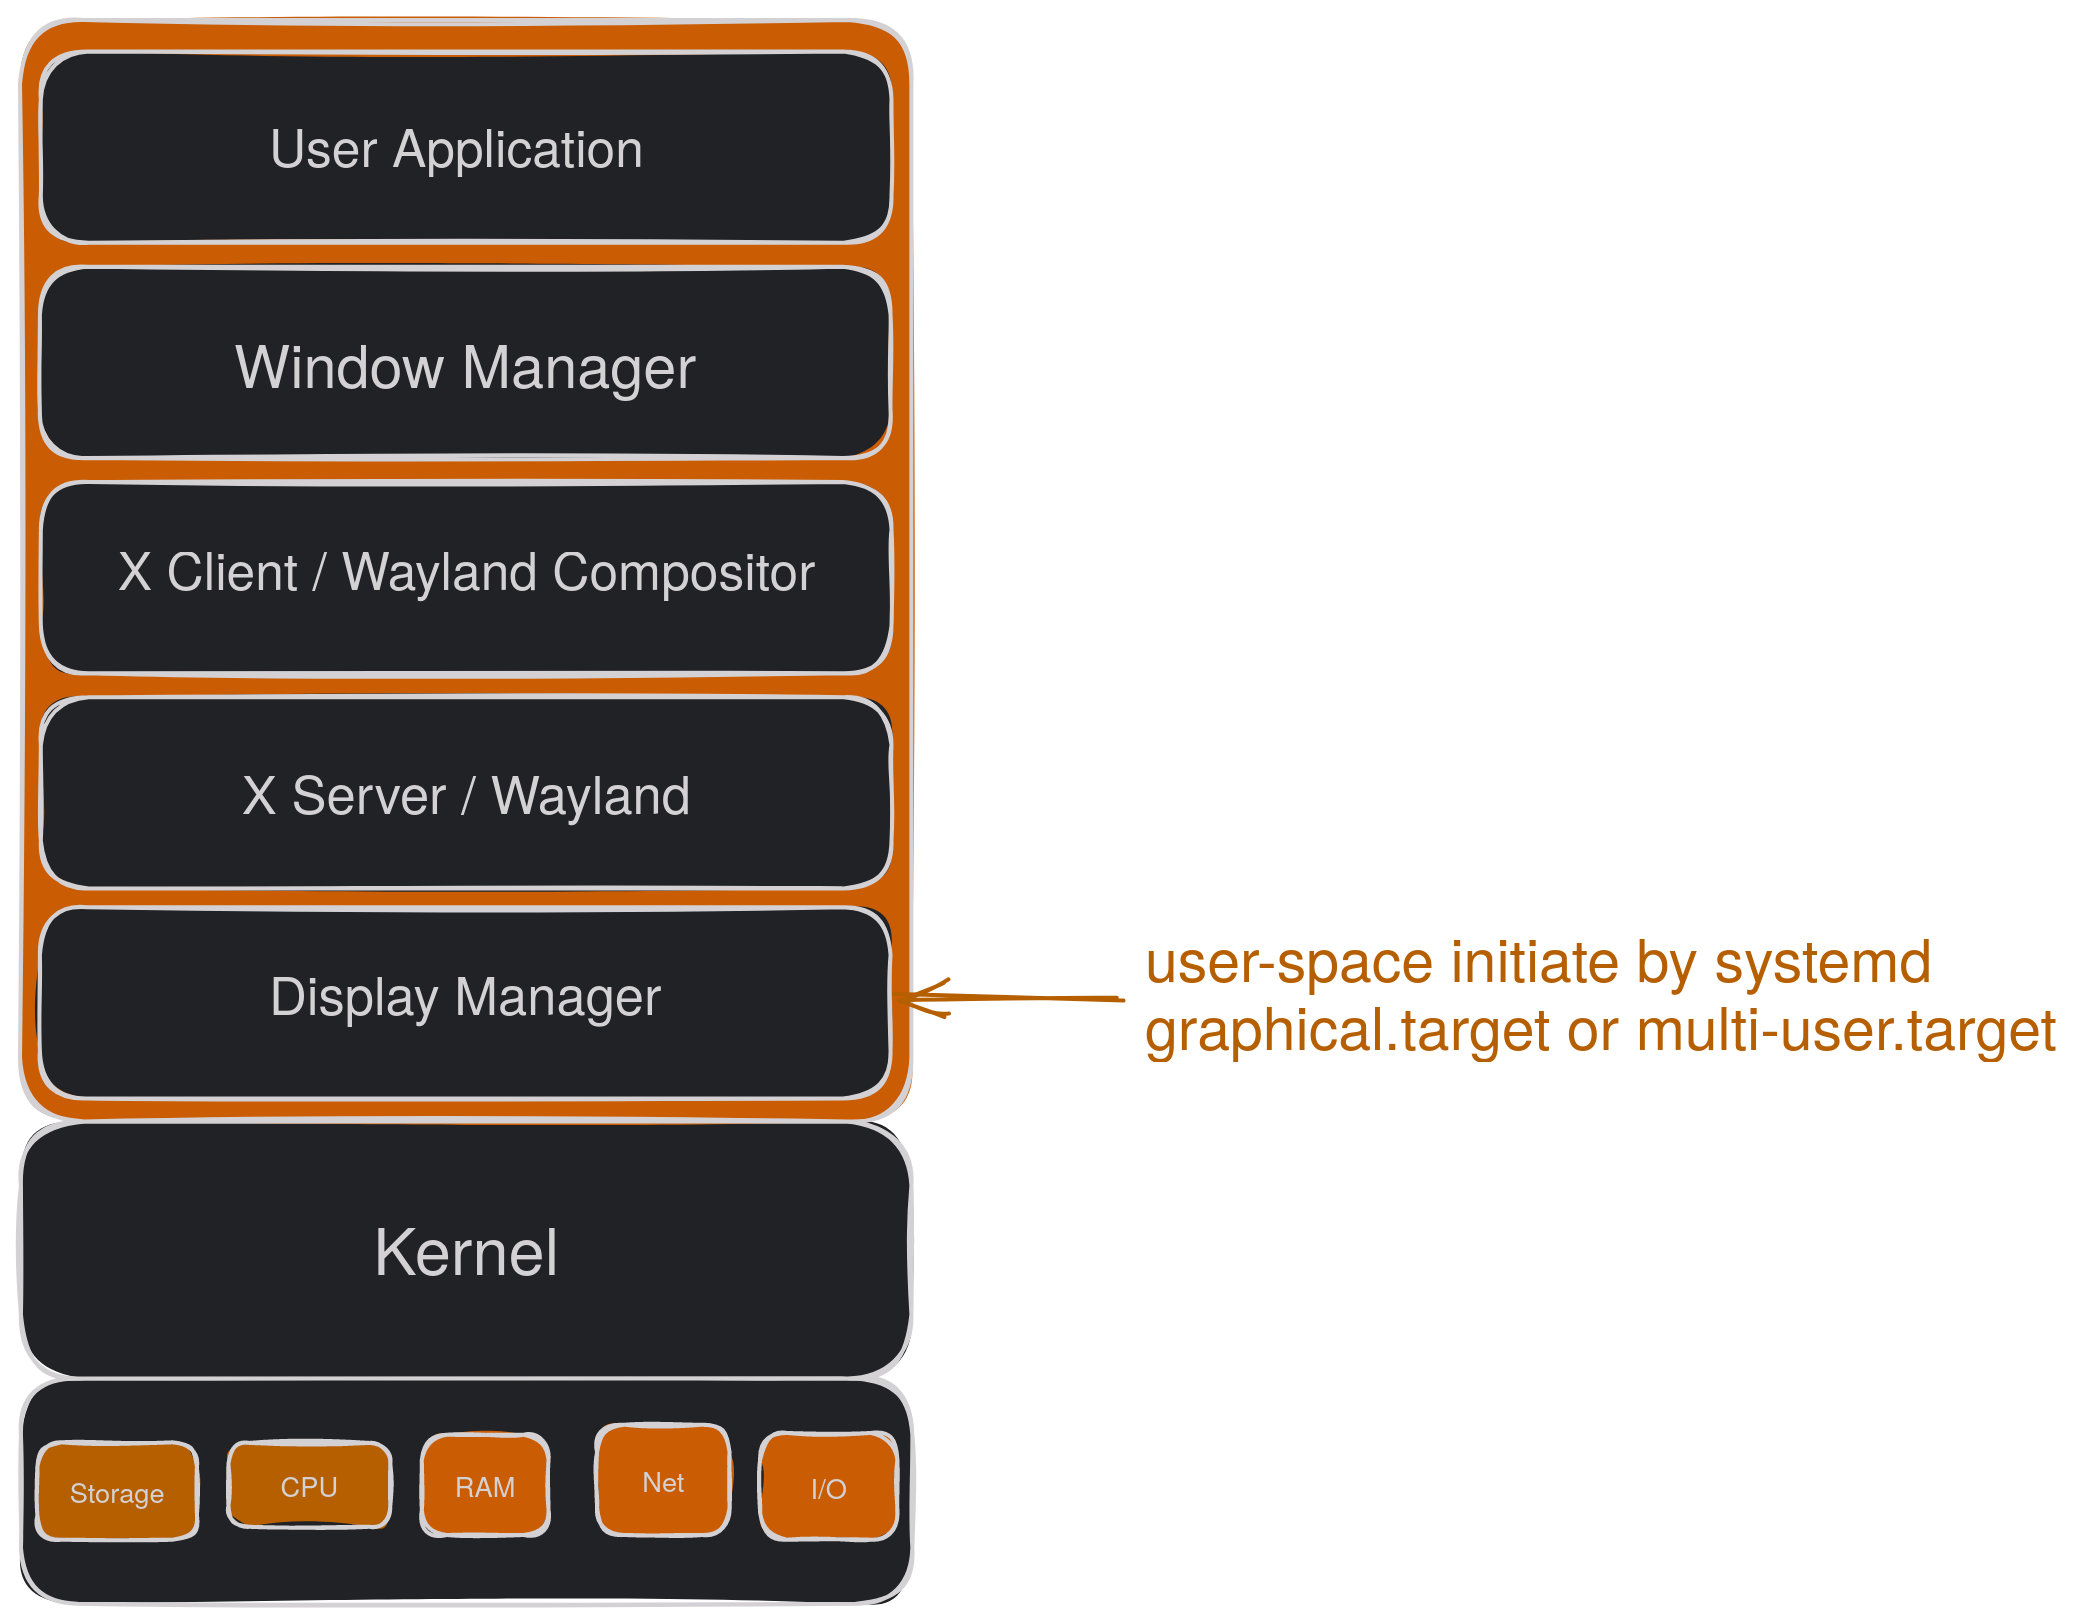 User Application
Window Manager
X Client / Wayland Compositor
X Server / Wayland
Display Manager
user-space initiate by systemd
graphical.target or multi-user.target
Kernel
Storage
CPU
RAM
Net
I/O